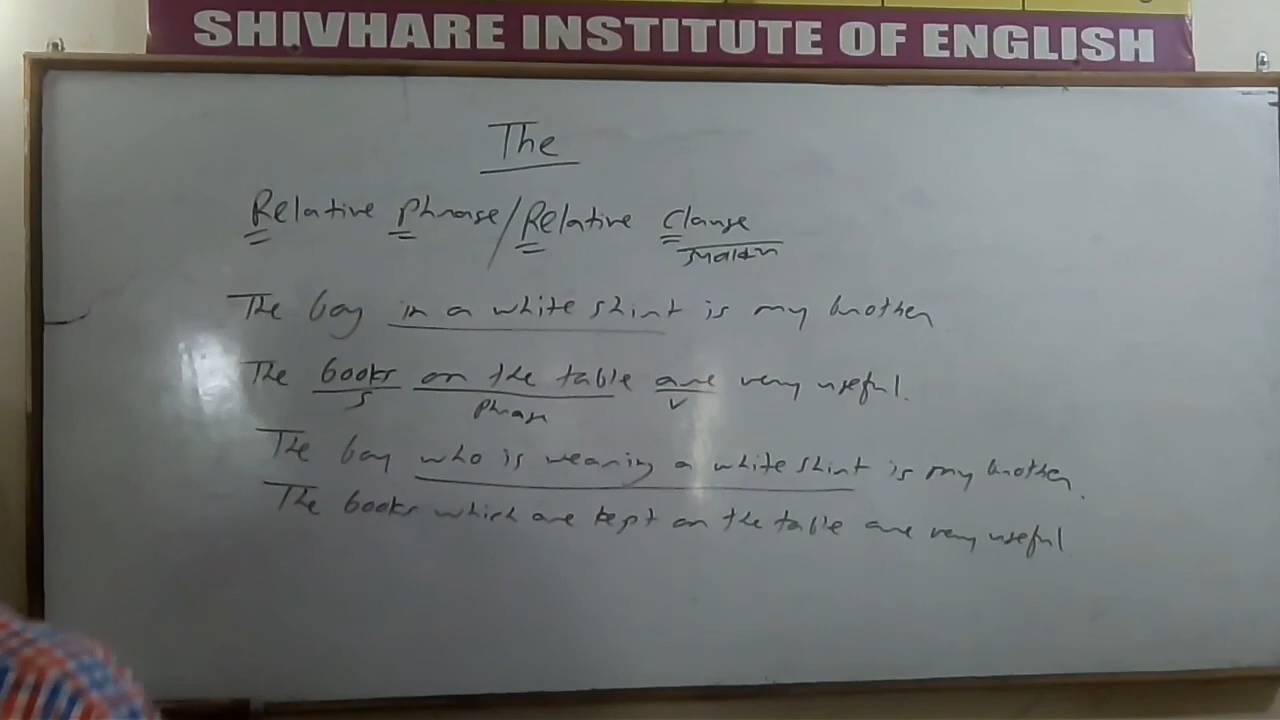 SHIVHARE INSTITUTE OF ENGLISH
The
Relative Phrase/Relative Clause
The boy in a white shirt is my brother
The books on the table are very useful.
S phrase V
The boy who is wearing a white shirt is my brother.
The books which are kept on the table are very useful